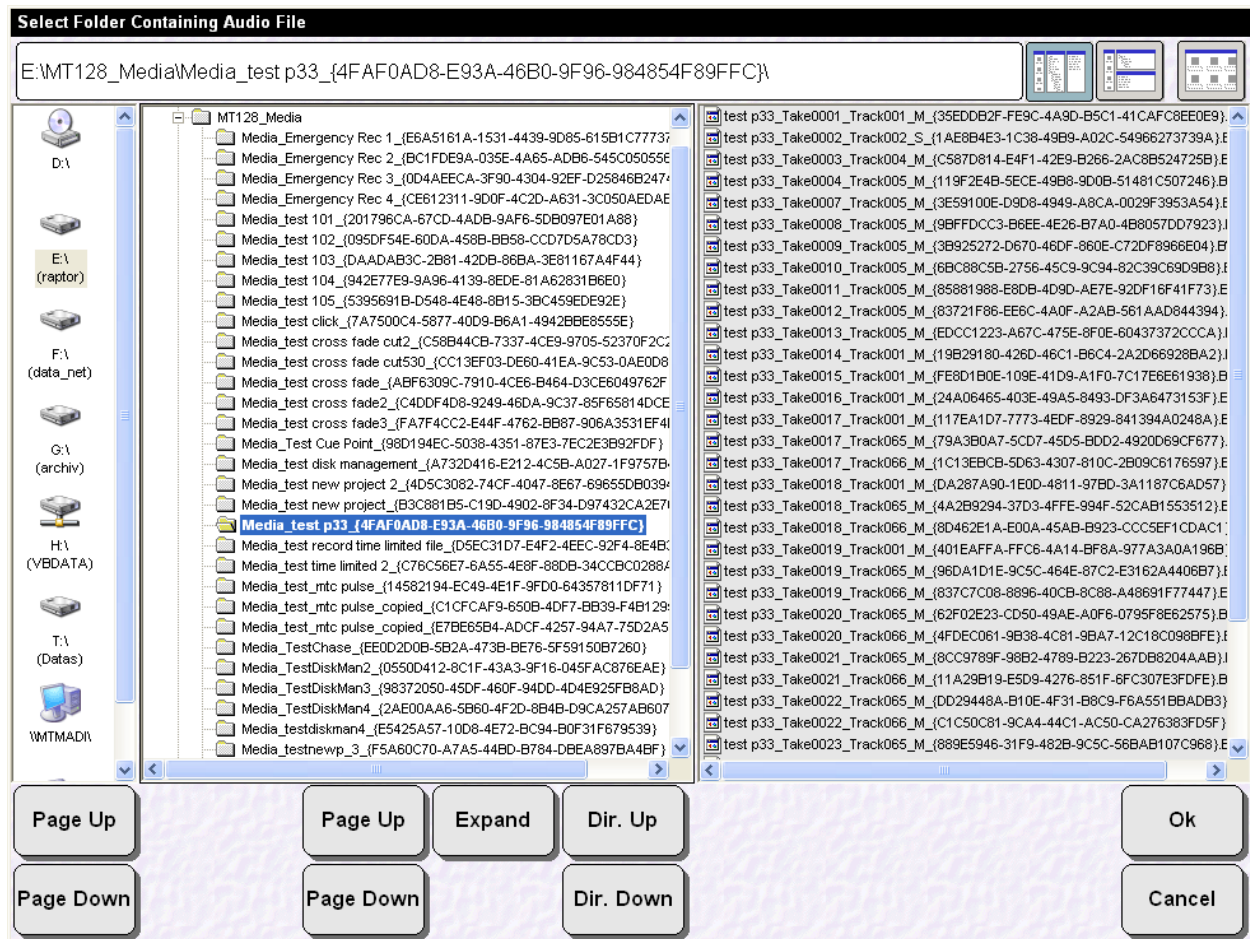 Select Folder Containing Audio File
E:\MT128_Media\Media_test p33_{4FAF0AD8-E93A-46B0-9F96-984854F89FFC}\
D:\
E:\
(raptor)
F:\
(data_net)
G:\
(archiv)
H:\
(VBDATA)
T:\
(Datas)
\\MTMADI\
MT128_Media
Media_Emergency Rec 1_{E6A5161A-1531-4439-9D85-615B1C77737
Media_Emergency Rec 2_{BC1FDE9A-035E-4A65-ADB6-545C05055E
Media_Emergency Rec 3_{0D4AEECA-3F90-4304-92EF-D25846B2474
Media_Emergency Rec 4_{CE612311-9D0F-4C2D-A631-3C050AEDAE
Media_test 101_{201796CA-67CD-4ADB-9AF6-5DB097E01A88}
Media_test 102_{095DF54E-60DA-458B-BB58-CCD7D5A78CD3}
Media_test 103_{DAADAB3C-2B81-42DB-86BA-3E81167A4F44}
Media_test 104_{942E77E9-9A96-4139-8EDE-81A62831B6E0}
Media_test 105_{5395691B-D548-4E48-8B15-3BC459EDE92E}
Media_test click_{7A7500C4-5877-40D9-B6A1-4942BBE8555E}
Media_test cross fade cut2_{C58B44CB-7337-4CE9-9705-52370F2C2
Media_test cross fade cut530_{CC13EF03-DE60-41EA-9C53-0AE0D8
Media_test cross fade_{ABF6309C-7910-4CE6-B464-D3CE6049762F
Media_test cross fade2_{C4DDF4D8-9249-46DA-9C37-85F65814DCE
Media_test cross fade3_{FA7F4CC2-E44F-4762-BB87-906A3531EF4
Media_Test Cue Point_{98D194EC-5038-4351-87E3-7EC2E3B92FDF}
Media_test disk management_{A732D416-E212-4C5B-A027-1F9757B
Media_test new project 2_{4D5C3082-74CF-4047-8E67-69655DB0394
Media_test new project_{B3C881B5-C19D-4902-8F34-D97432CA2E7
Media_test p33_{4FAF0AD8-E93A-46B0-9F96-984854F89FFC}
Media_test record time limited file_{D5EC31D7-E4F2-4EEC-92F4-8E4B
Media_test time limited 2_{C76C56E7-6A55-4E8F-88DB-34CCBC0288
Media_test_mtc pulse_{14582194-EC49-4E1F-9FD0-64357811DF71}
Media_test_mtc pulse_copied_{C1CFCAF9-650B-4DF7-BB39-F4B129
Media_test_mtc pulse_copied_{E7BE65B4-ADCF-4257-94A7-75D2A5
Media_TestChase_{EE0D2D0B-5B2A-473B-BE76-5F59150B7260}
Media_TestDiskMan2_{0550D412-8C1F-43A3-9F16-045FAC876EAE}
Media_TestDiskMan3_{98372050-45DF-460F-94DD-4D4E925FB8AD}
Media_TestDiskMan4_{2AE00AA6-5B60-4F2D-8B4B-D9CA257AB607
Media_testdiskman4_{E5425A57-10D8-4E72-BC94-B0F31F679539}
Media_testnewp_3_{F5A60C70-A7A5-44BD-B784-DBEA897BA4BF}
test p33_Take0001_Track001_M_{35EDDB2F-FE9C-4A9D-B5C1-41CAFC8EE0E9}.
test p33_Take0002_Track002_S_{1AE8B4E3-1C38-49B9-A02C-54966273739A}.E
test p33_Take0003_Track004_M_{C587D814-E4F1-42E9-B266-2AC8B524725B}.E
test p33_Take0004_Track005_M_{119F2E4B-5ECE-49B8-9D0B-51481C507246}.B
test p33_Take0007_Track005_M_{3E59100E-D9D8-4949-A8CA-0029F3953A54}.E
test p33_Take0008_Track005_M_{9BFFDCC3-B6EE-4E26-B7A0-4B8057DD7923}.
test p33_Take0009_Track005_M_{3B925272-D670-46DF-860E-C72DF8966E04}.B
test p33_Take0010_Track005_M_{6BC88C5B-2756-45C9-9C94-82C39C69D9B8}.E
test p33_Take0011_Track005_M_{85881988-E8DB-4D9D-AE7E-92DF16F41F73}.E
test p33_Take0012_Track005_M_{83721F86-EE6C-4A0F-A2AB-561AAD844394}.
test p33_Take0013_Track005_M_{EDCC1223-A67C-475E-8F0E-60437372CCCA}.
test p33_Take0014_Track001_M_{19B29180-426D-46C1-B6C4-2A2D66928BA2}.
test p33_Take0015_Track001_M_{FE8D1B0E-109E-41D9-A1F0-7C17E6E61938}.B
test p33_Take0016_Track001_M_{24A06465-403E-49A5-8493-DF3A6473153F}.E
test p33_Take0017_Track001_M_{117EA1D7-7773-4EDF-8929-841394A0248A}.E
test p33_Take0017_Track065_M_{79A3B0A7-5CD7-45D5-BDD2-4920D69CF677}.
test p33_Take0017_Track066_M_{1C13EBCB-5D63-4307-810C-2B09C6176597}.E
test p33_Take0018_Track001_M_{DA287A90-1E0D-4811-97BD-3A1187C6AD57}
test p33_Take0018_Track065_M_{4A2B9294-37D3-4FFE-994F-52CAB1553512}.E
test p33_Take0018_Track066_M_{8D462E1A-E00A-45AB-B923-CCC5EF1CDAC1
test p33_Take0019_Track001_M_{401EAFFA-FFC6-4A14-BF8A-977A3A0A196B
test p33_Take0019_Track065_M_{96DA1D1E-9C5C-464E-87C2-E3162A4406B7}.E
test p33_Take0019_Track066_M_{837C7C08-8896-40CB-8C88-A48691F77447}.E
test p33_Take0020_Track065_M_{62F02E23-CD50-49AE-A0F6-0795F8E62575}.B
test p33_Take0020_Track066_M_{4FDEC061-9B38-4C81-9BA7-12C18C098BFE}.E
test p33_Take0021_Track065_M_{8CC9789F-98B2-4789-B223-267DB8204AAB}.
test p33_Take0021_Track066_M_{11A29B19-E5D9-4276-851F-6FC307E3FDFE}.B
test p33_Take0022_Track065_M_{DD29448A-B10E-4F31-B8C9-F6A551BBADB3}
test p33_Take0022_Track066_M_{C1C50C81-9CA4-44C1-AC50-CA276383FD5F}
test p33_Take0023_Track065_M_{889E5946-31F9-482B-9C5C-56BAB107C968}.E
Page Up
Page Up
Expand
Dir. Up
Ok
Page Down
Page Down
Dir. Down
Cancel